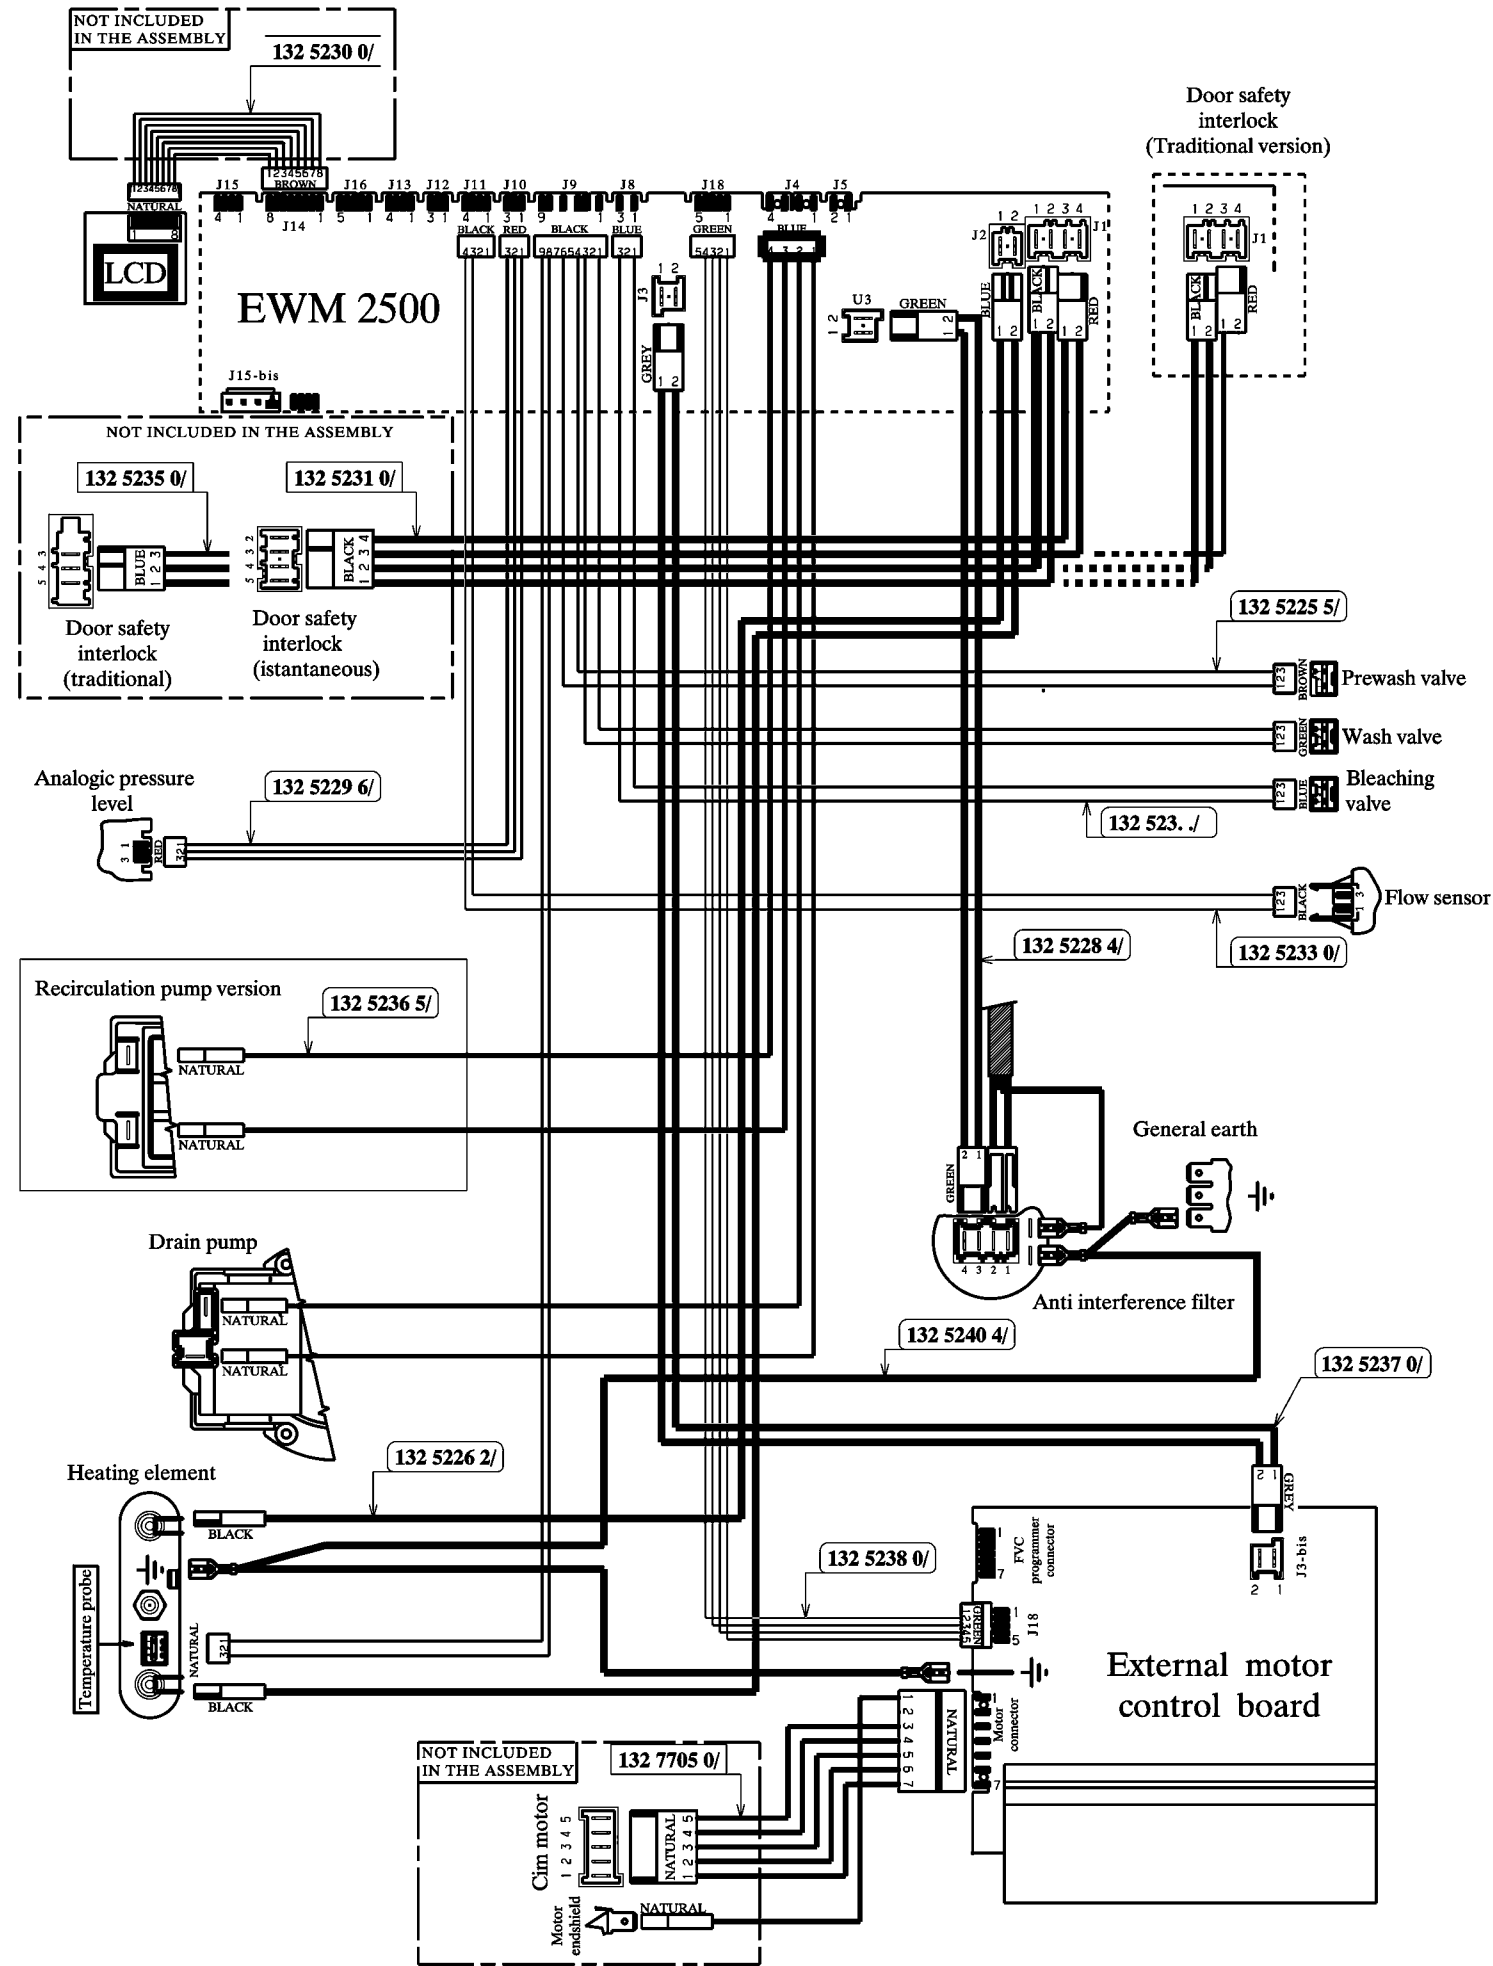 NOT INCLUDED
IN THE ASSEMBLY
132 5230 0/
12345678
NATURAL
12345678
BROWN
1 8
LCD
J15
4 1
8 1
J14
J16
5 1
J13
4 1
J12
3 1
J11
4 1
BLACK
4321
J10
3 1
RED
321
J9
9 1
BLACK
987654321
J8
3 1
BLUE
321
J18
5 1
GREEN
54321
J4
4 1
BLUE
4 3 2 1
J5
2 1
EWM 2500
J15-bis
1 2
J3
GREY
1 2
U3
1 2
GREEN
1 2
1 2
J2
BLUE
1 2
1 2 3 4
J1
BLACK
1 2
RED
1 2
Door safety
interlock
(Traditional version)
1 2 3 4
J1
BLACK
1 2
RED
1 2
NOT INCLUDED IN THE ASSEMBLY
132 5235 0/
132 5231 0/
5 4 3
BLUE
1 2 3
5 4 3 2
BLACK
1 2 3 4
Door safety
interlock
(traditional)
Door safety
interlock
(istantaneous)
132 5225 5/
123
BROWN
Prewash valve
123
GREEN
Wash valve
123
BLUE
Bleaching
valve
132 523. ./
Analogic pressure
level
132 5229 6/
3 1
RED
321
123
BLACK
1 3
Flow sensor
132 5233 0/
132 5228 4/
Recirculation pump version
132 5236 5/
NATURAL
NATURAL
General earth
GREEN
2 1
4 3 2 1
Anti interference filter
Drain pump
NATURAL
NATURAL
132 5240 4/
132 5237 0/
132 5226 2/
Heating element
BLACK
Temperature probe
NATURAL
321
BLACK
2 1
GREY
J3-bis
2 1
1
7
FVC
programmer
connector
132 5238 0/
12345
GREEN
1
5
J18
External motor
control board
1
2
3
4
5
6
7
NATURAL
1
7
Motor
connector
NOT INCLUDED
IN THE ASSEMBLY
132 7705 0/
Cim motor
1 2 3 4 5
NATURAL
1 2 3 4 5
Motor
endshield
NATURAL